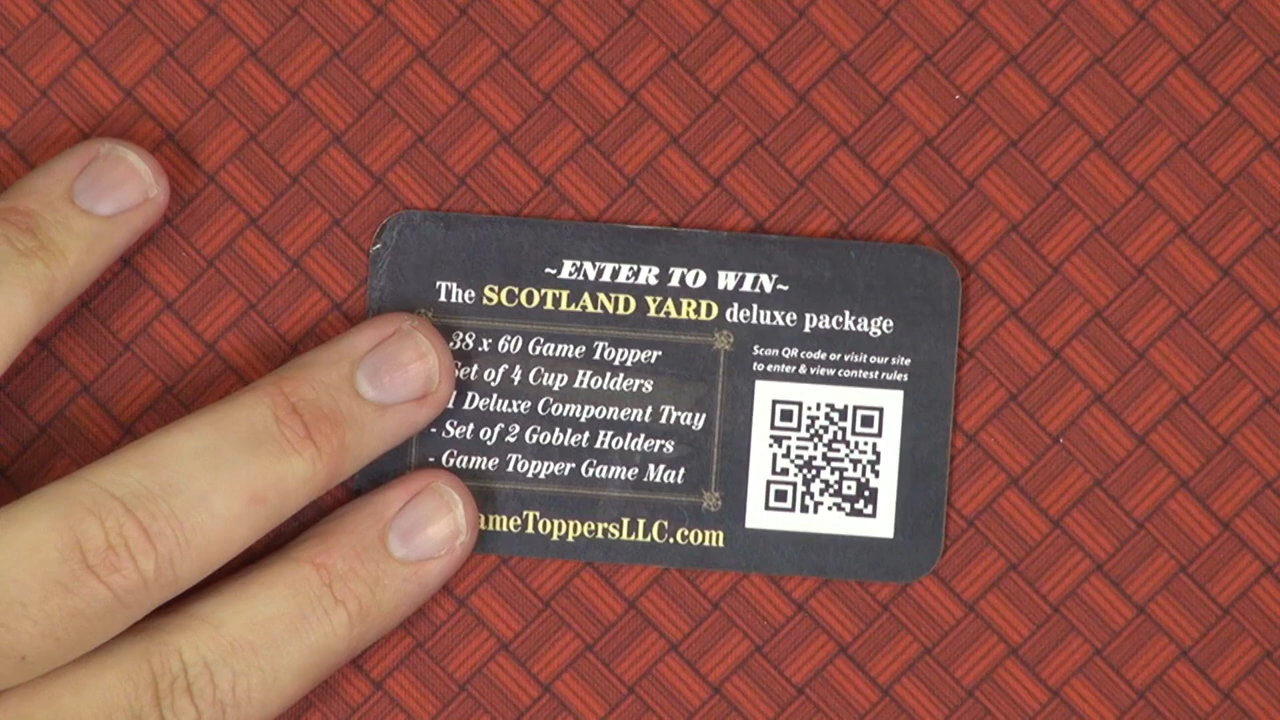 ~ENTER TO WIN~
The SCOTLAND YARD deluxe package
38 x 60 Game Topper
Set of 4 Cup Holders
1 Deluxe Component Tray
- Set of 2 Goblet Holders
- Game Topper Game Mat
Scan QR code or visit our site
to enter & view contest rules
ameToppersLLC.com